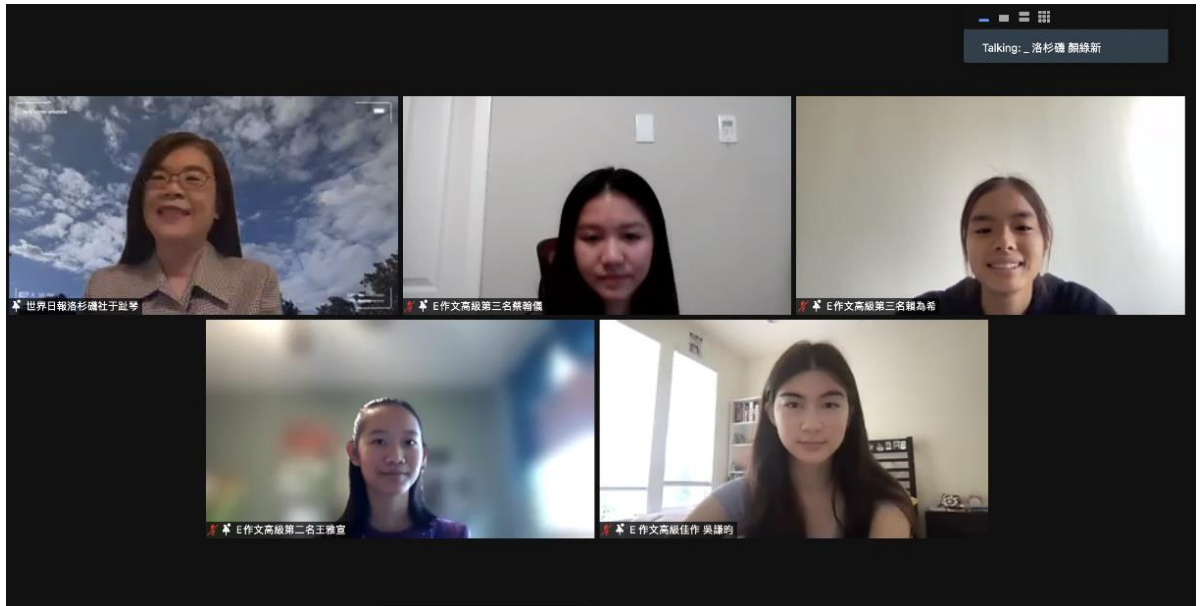 Talking: _ 洛杉磯 顏綠新
世界日報洛杉磯社于趾琴
E作文高級第三名蔡翰儀
E作文高級第三名賴為希
E作文高級第二名王雅宣
E 作文高級佳作 吳謙昀